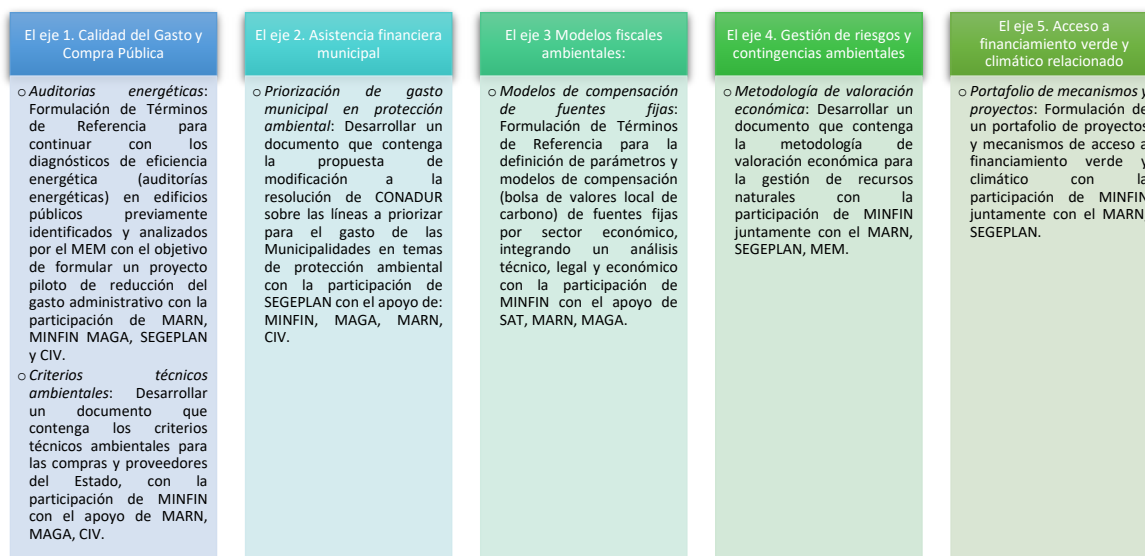 El eje 1. Calidad del Gasto y
Compra Pública
o Auditorias energéticas:
Formulación de Términos
de Referencia para
continuar con los
diagnósticos de eficiencia
energética (auditorías
energéticas) en edificios
públicos previamente
identificados y analizados
por el MEM con el objetivo
de formular un proyecto
piloto de reducción del
gasto administrativo con la
participación de MARN,
MINFIN MAGA, SEGEPLAN
y CIV.
o Criterios técnicos
ambientales: Desarrollar
un documento que
contenga los criterios
técnicos ambientales para
las compras y proveedores
del Estado, con la
participación de MINFIN
con el apoyo de MARN,
MAGA, CIV.
El eje 2. Asistencia financiera
municipal
o Priorización de gasto
municipal en protección
ambiental: Desarrollar un
documento que contenga
la propuesta de
modificación a la
resolución de CONADUR
sobre las líneas a priorizar
para el gasto de las
Municipalidades en temas
de protección ambiental
con la participación de
SEGEPLAN con el apoyo de:
MINFIN, MAGA, MARN,
CIV.
El eje 3 Modelos fiscales
ambientales:
o Modelos de compensación
de fuentes fijas:
Formulación de Términos
de Referencia para la
definición de parámetros y
modelos de compensación
(bolsa de valores local de
carbono) de fuentes fijas
por sector económico,
integrando un análisis
técnico, legal y económico
con la participación de
MINFIN con el apoyo de
SAT, MARN, MAGA.
El eje 4. Gestión de riesgos y
contingencias ambientales
o Metodología de valoración
económica: Desarrollar un
documento que contenga
la metodología de
valoración económica para
la gestión de recursos
naturales con la
participación de MINFIN
juntamente con el MARN,
SEGEPLAN, MEM.
El eje 5. Acceso a
financiamiento verde y
climático relacionado
o Portafolio de mecanismos y
proyectos: Formulación de
un portafolio de proyectos
y mecanismos de acceso a
financiamiento verde y
climático con la
participación de MINFIN
juntamente con el MARN,
SEGEPLAN.